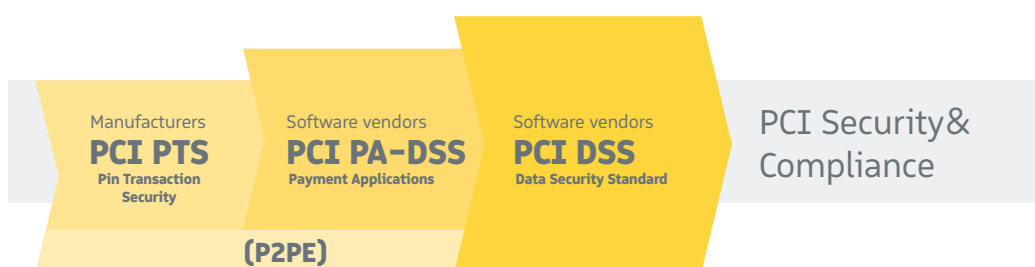 Manufacturers
PCI PTS
Pin Transaction
Security
Software vendors
PCI PA-DSS
Payment Applications
Software vendors
PCI DSS
Data Security Standard
PCI Security&
Compliance
(P2PE)